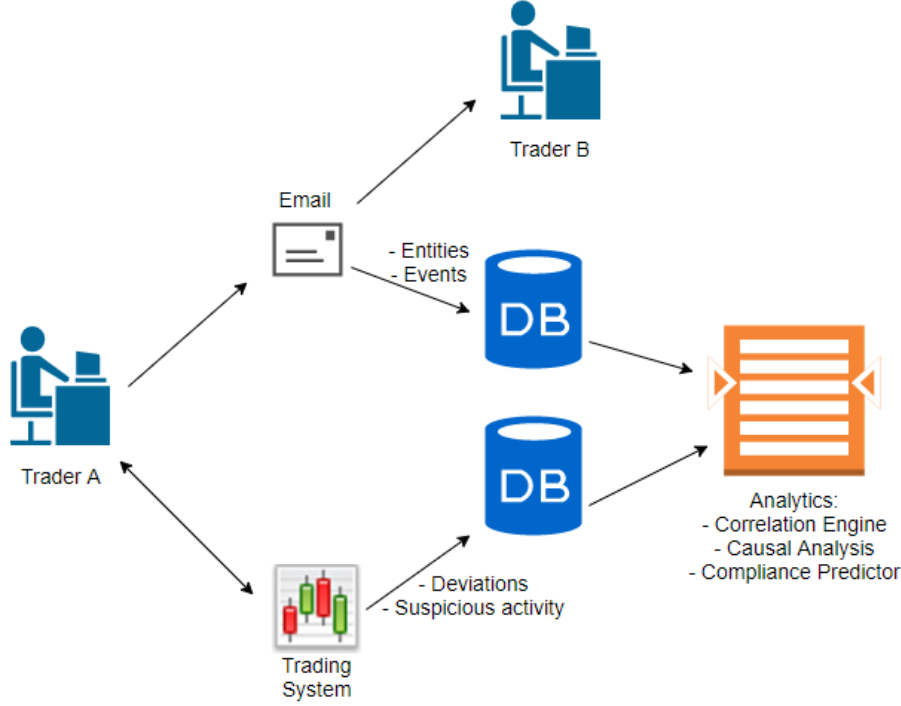 Trader B
Email
- Entities
- Events
DB
Trader A
DB
Analytics:
- Correlation Engine
- Causal Analysis
- Compliance Predictor
- Deviations
- Suspicious activity
Trading
System